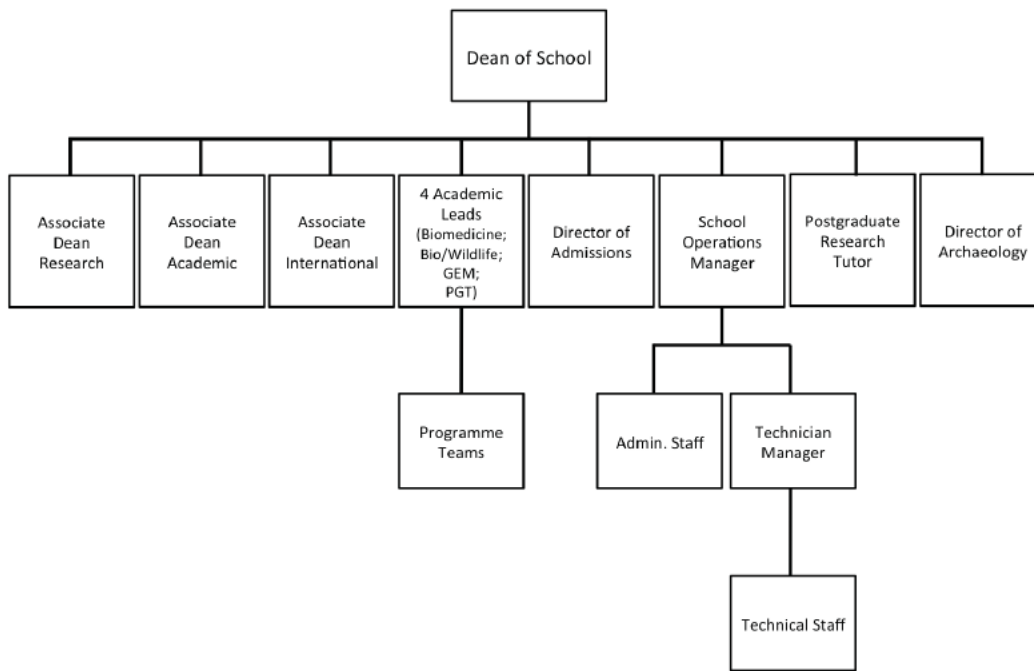 Dean of School
Associate
Dean
Research
Associate
Dean
Academic
Associate
Dean
International
4 Academic
Leads
(Biomedicine;
Bio/Wildlife;
GEM;
PGT)
Director of
Admissions
School
Operations
Manager
Postgraduate
Research
Tutor
Director of
Archaeology
Programme
Teams
Admin. Staff
Technician
Manager
Technical Staff